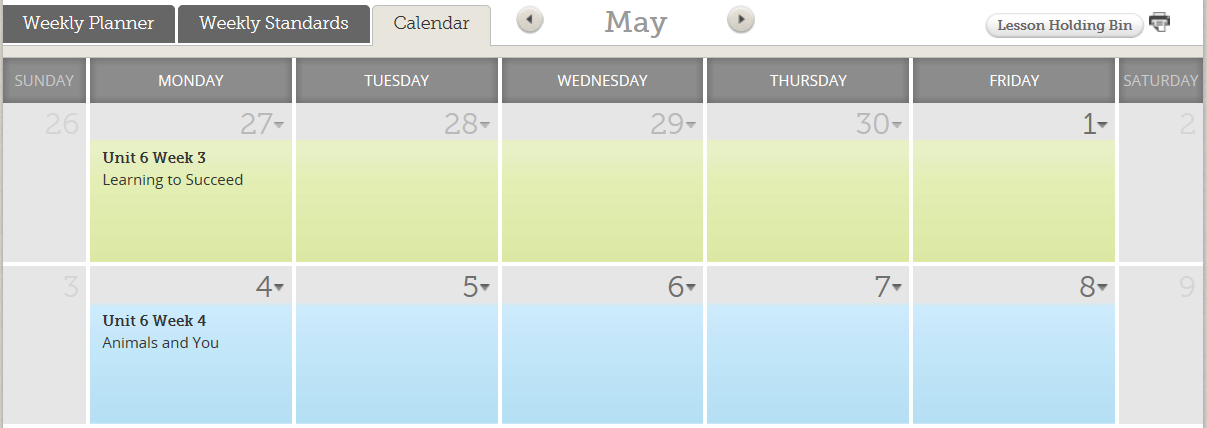 Weekly Planner Weekly Standards Calendar May Lesson Holding Bin
SUNDAY MONDAY TUESDAY WEDNESDAY THURSDAY FRIDAY SATURDAY
26 27 28 29 30 1 2
Unit 6 Week 3
Learning to Succeed
3 4 5 6 7 8 9
Unit 6 Week 4
Animals and You